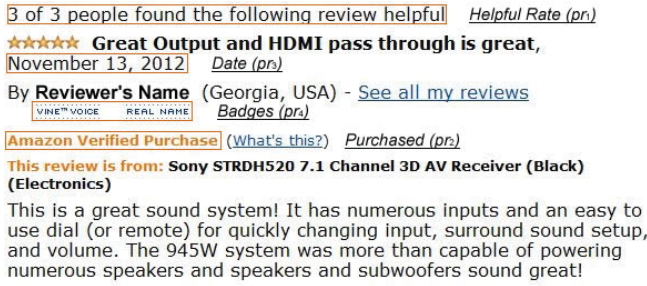 3 of 3 people found the following review helpful Helpful Rate (pr₁)
Great Output and HDMI pass through is great,
November 13, 2012 Date (pr₃)
By Reviewer's Name (Georgia, USA) - See all my reviews
VINE™ VOICE REAL NAME Badges (pr₄)
Amazon Verified Purchase (What's this?) Purchased (pr₂)
This review is from: Sony STRDH520 7.1 Channel 3D AV Receiver (Black)
(Electronics)
This is a great sound system! It has numerous inputs and an easy to
use dial (or remote) for quickly changing input, surround sound setup,
and volume. The 945W system was more than capable of powering
numerous speakers and speakers and subwoofers sound great!